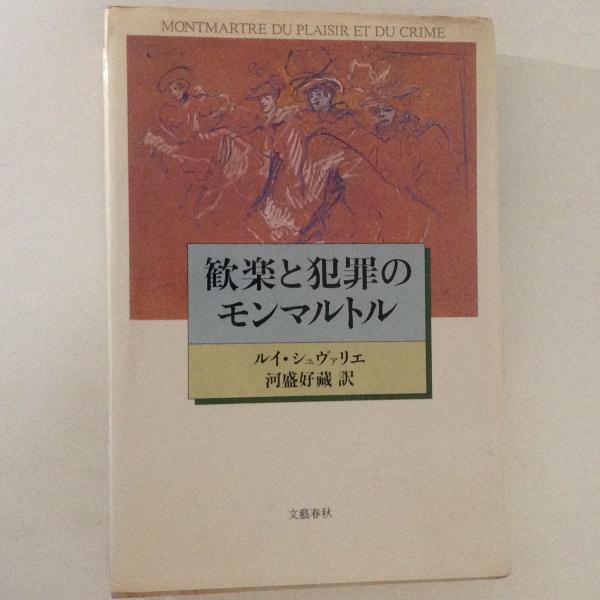 MONTMARTRE DU PLAISIR ET DU CRIME
歓楽と犯罪の
モンマルトル
ルイ・シュヴァリエ
河盛好藏 訳
文藝春秋